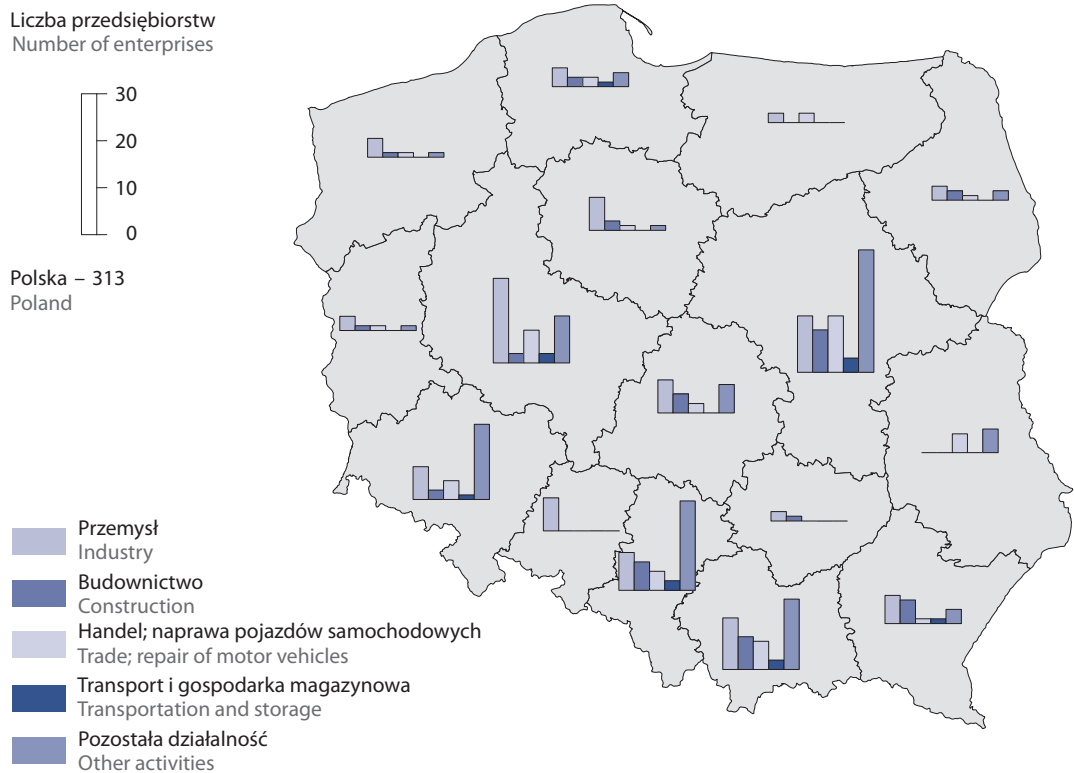 Liczba przedsiębiorstw
Number of enterprises
30
20
10
0
Polska – 313
Poland
Przemysł
Industry
Budownictwo
Construction
Handel; naprawa pojazdów samochodowych
Trade; repair of motor vehicles
Transport i gospodarka magazynowa
Transportation and storage
Pozostała działalność
Other activities